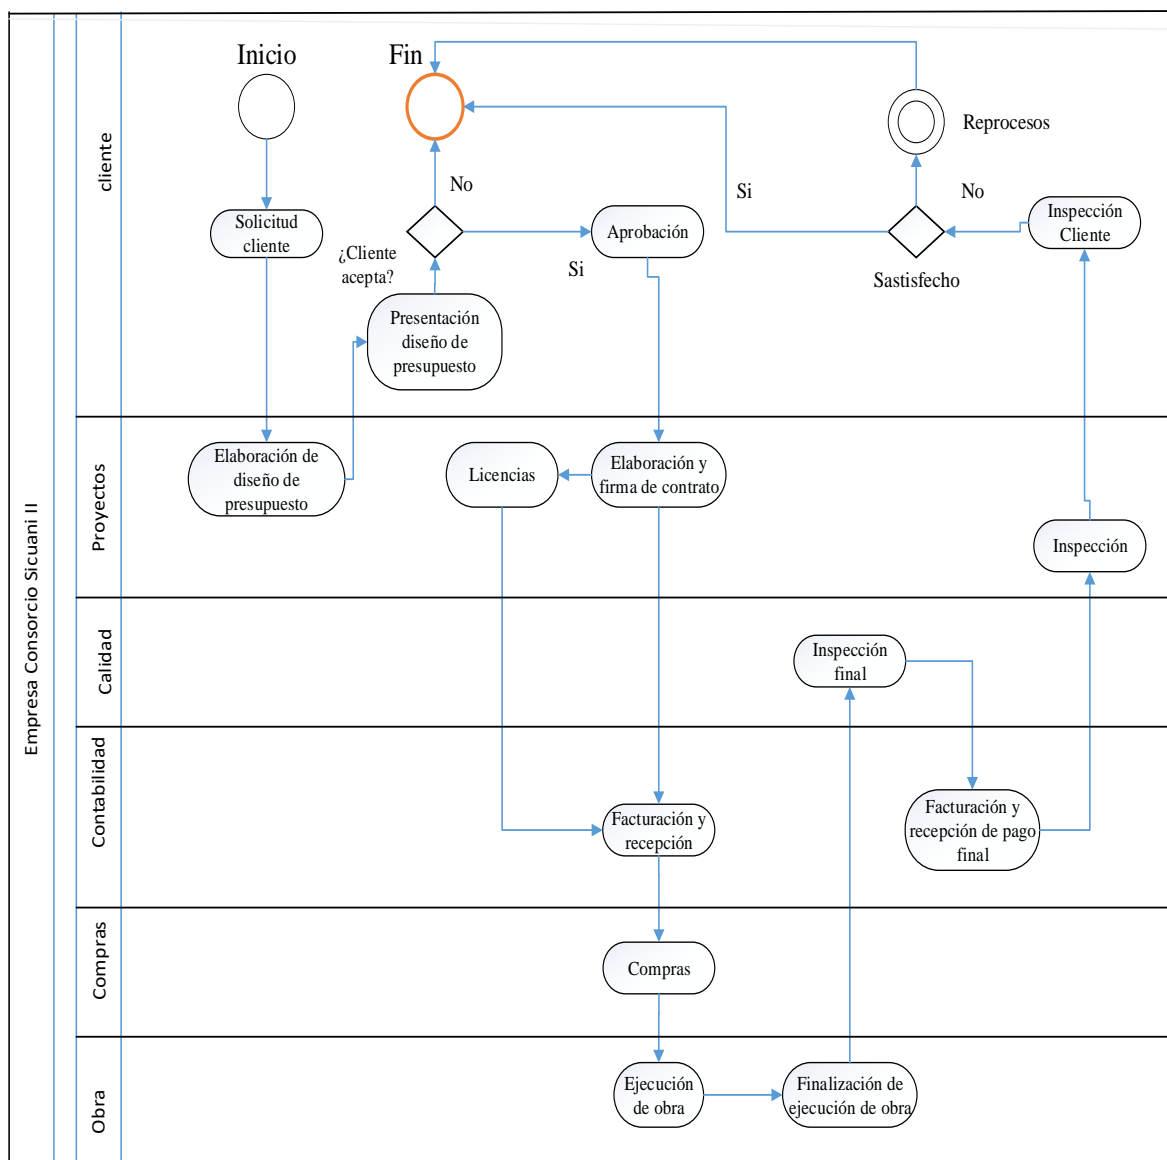 Empresa Consorcio Sicuani II
cliente
Inicio
Fin
Reprocesos
No
Si
No
Solicitud
cliente
¿Cliente
acepta?
Aprobación
Si
Inspección
Cliente
Sastisfecho
Presentación
diseño de
presupuesto
Proyectos
Elaboración de
diseño de
presupuesto
Licencias
Elaboración y
firma de contrato
Inspección
Calidad
Inspección
final
Contabilidad
Facturación y
recepción
Facturación y
recepción de pago
final
Compras
Compras
Obra
Ejecución
de obra
Finalización de
ejecución de obra